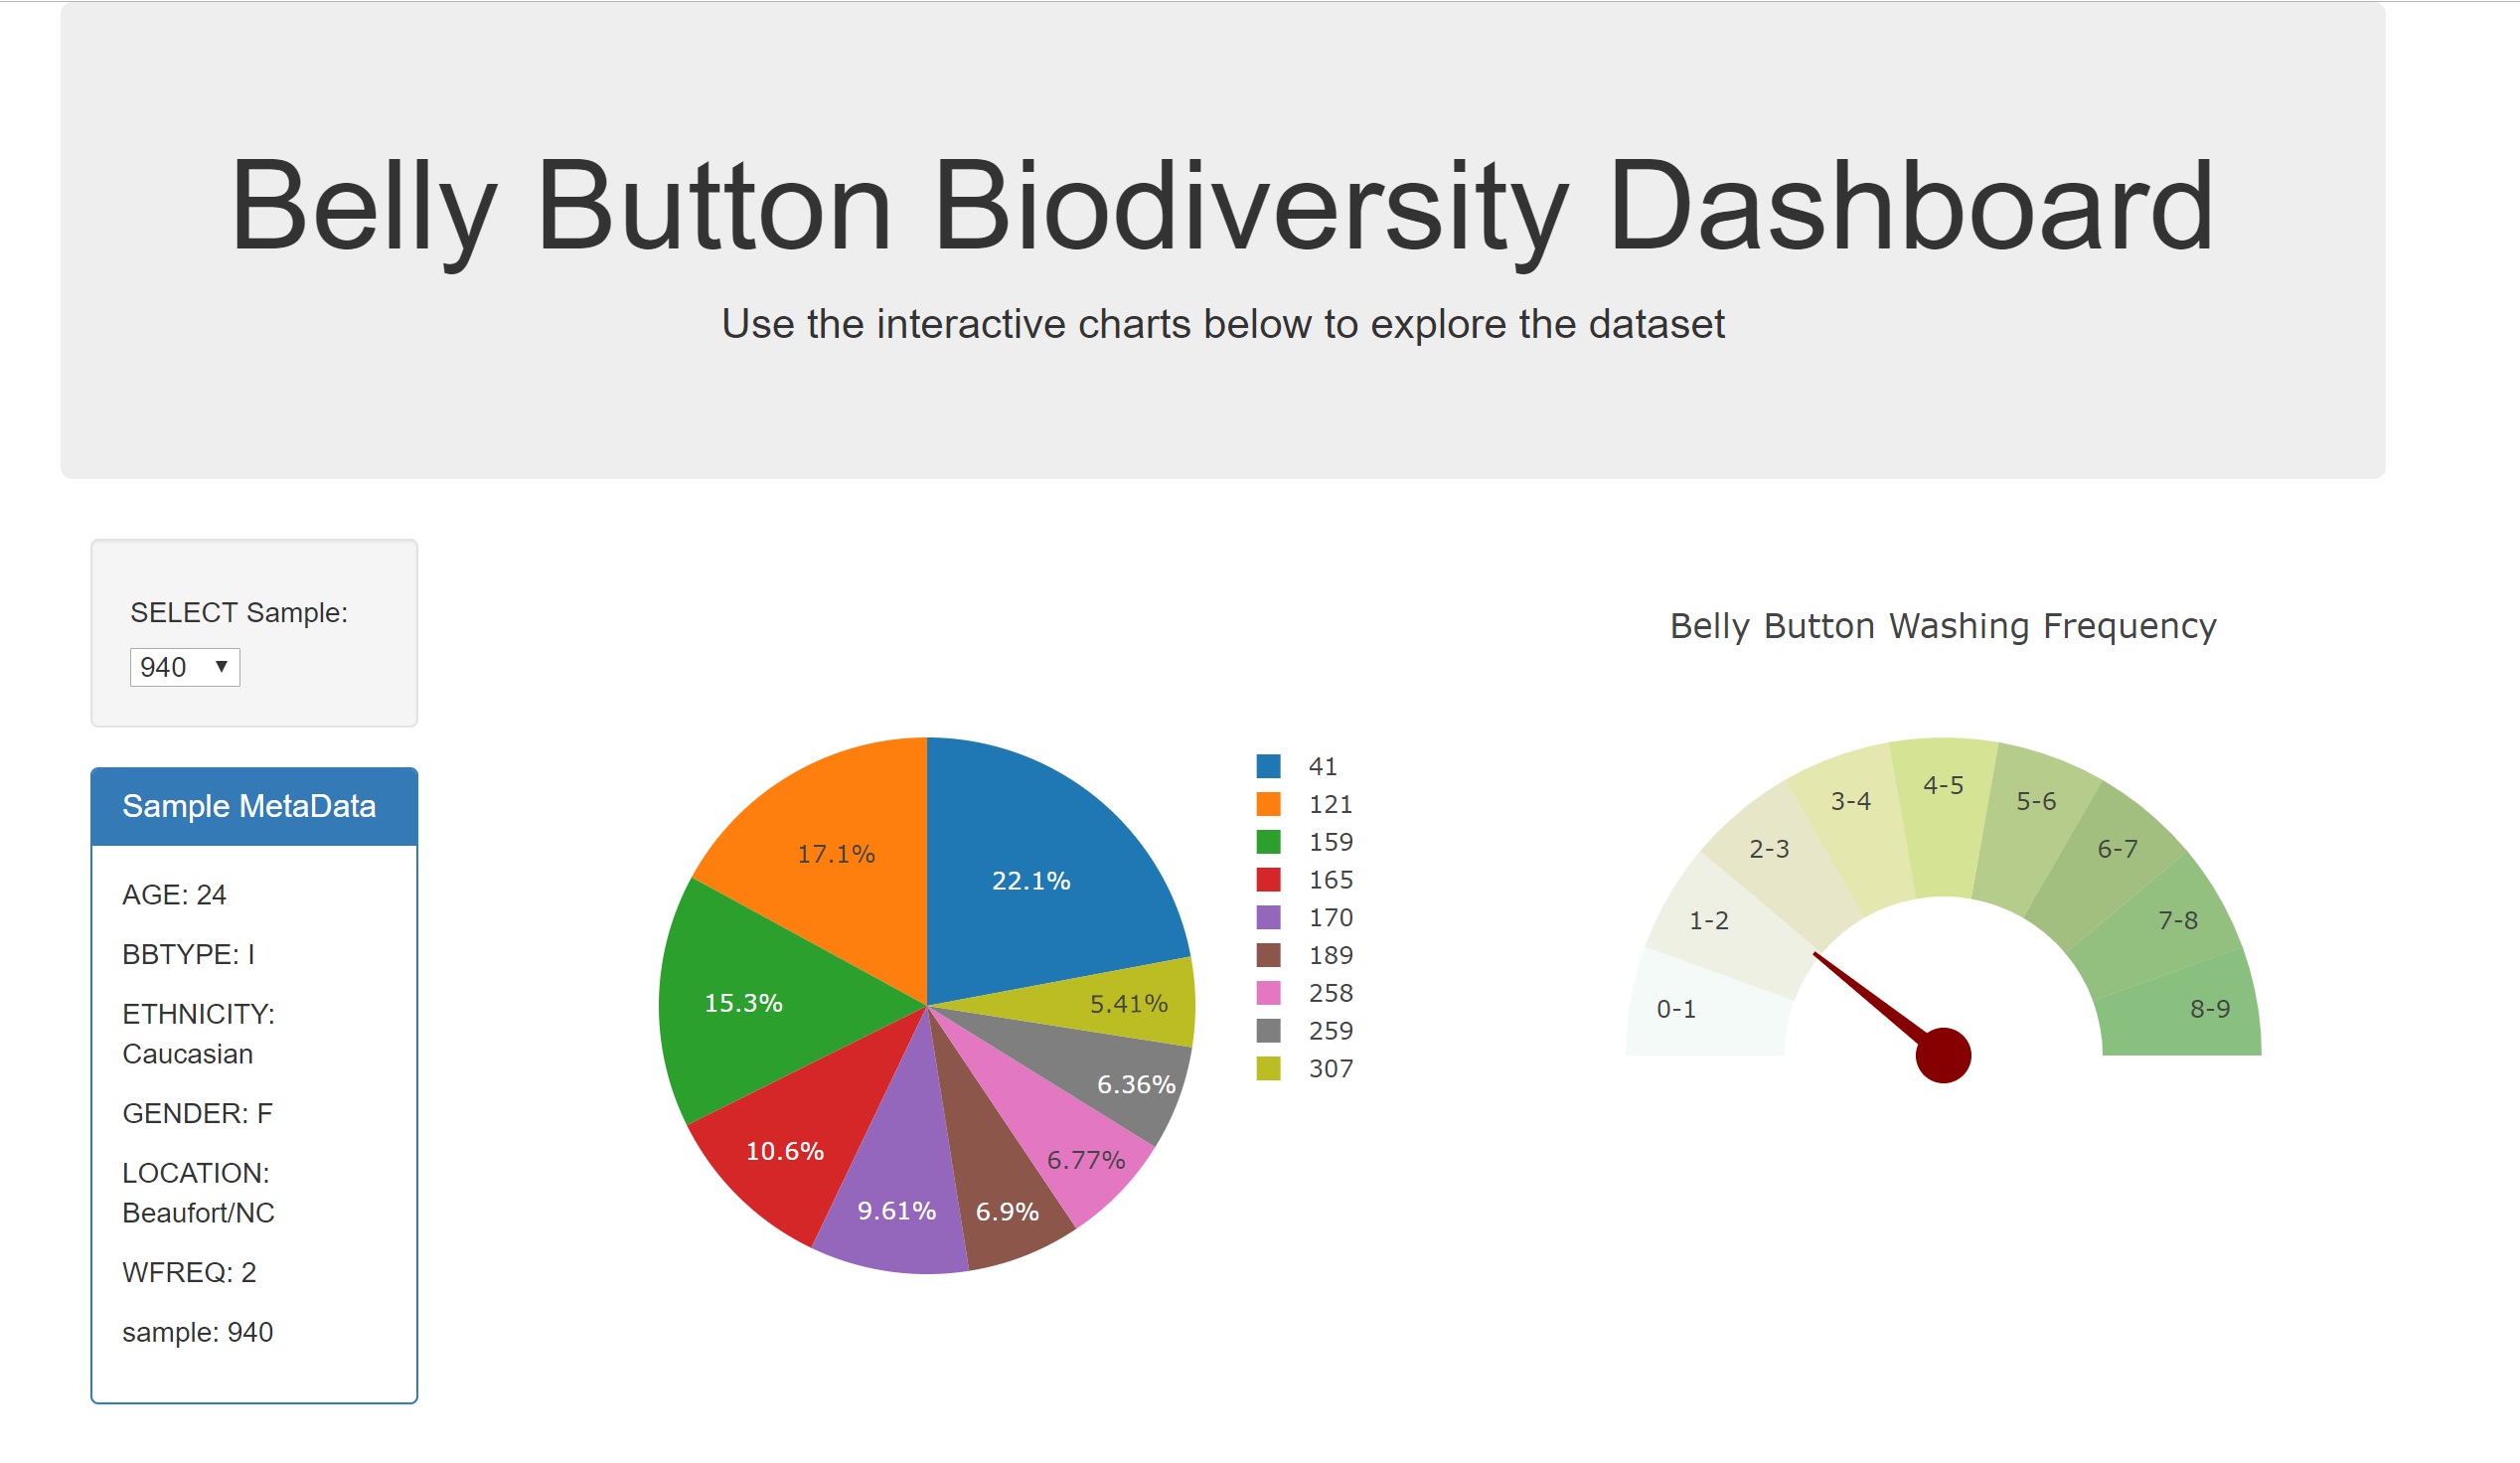 Belly Button Biodiversity Dashboard
Use the interactive charts below to explore the dataset
SELECT Sample:
940
Sample MetaData
AGE: 24
BBTYPE: I
ETHNICITY:
Caucasian
GENDER: F
LOCATION:
Beaufort/NC
WFREQ: 2
sample: 940
22.1%
17.1%
15.3%
10.6%
9.61%
6.9%
6.77%
6.36%
5.41%
41
121
159
165
170
189
258
259
307
Belly Button Washing Frequency
0-1
1-2
2-3
3-4
4-5
5-6
6-7
7-8
8-9